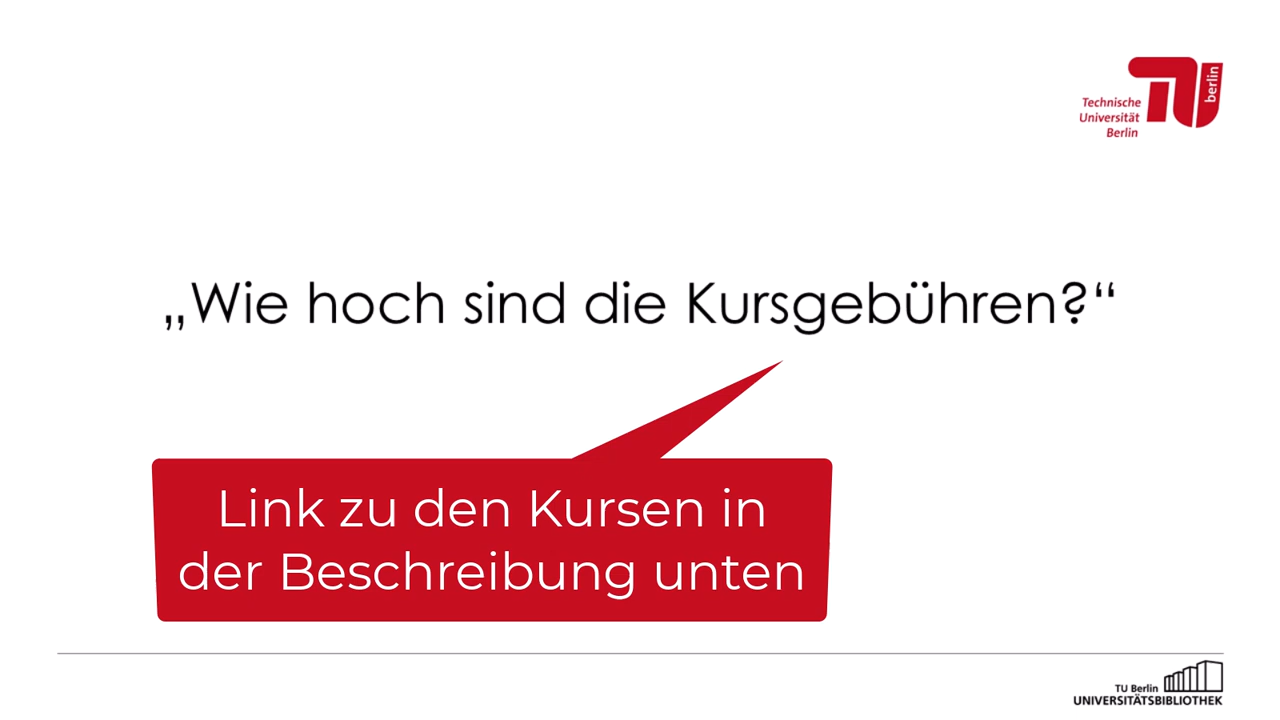 berlin
Technische
Universität
Berlin
„Wie hoch sind die Kursgebühren?“
Link zu den Kursen in
der Beschreibung unten
TU Berlin
UNIVERSITÄTSBIBLIOTHEK